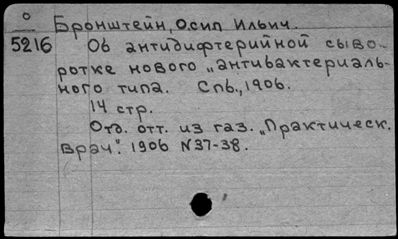 О Бронштейн, Осип Ильич.
5216 Об антидифтерийной сыво-
ротке нового „антибактериаль-
ного типа. Спб., 1906.
14 стр.
Отд. отт. из газ. „Практическ.
врач". 1906 N37-38.